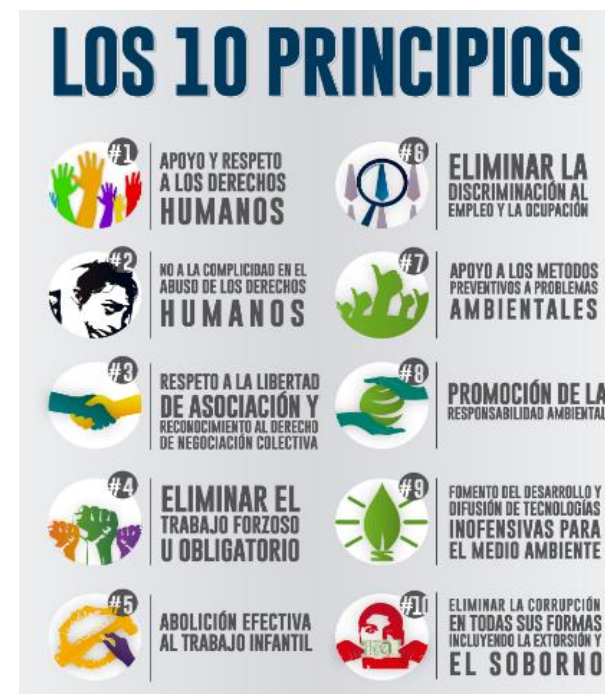 LOS 10 PRINCIPIOS
#1
APOYO Y RESPETO
A LOS DERECHOS
HUMANOS
#2
NO A LA COMPLICIDAD EN EL
ABUSO DE LOS DERECHOS
HUMANOS
#3
RESPETO A LA LIBERTAD
DE ASOCIACIÓN Y
RECONOCIMIENTO AL DERECHO
DE NEGOCIACIÓN COLECTIVA
#4
ELIMINAR EL
TRABAJO FORZOSO
U OBLIGATORIO
#5
ABOLICIÓN EFECTIVA
AL TRABAJO INFANTIL
#6
ELIMINAR LA
DISCRIMINACIÓN AL
EMPLEO Y LA OCUPACIÓN
#7
APOYO A LOS METODOS
PREVENTIVOS A PROBLEMAS
AMBIENTALES
#8
PROMOCIÓN DE LA
RESPONSABILIDAD AMBIENTAL
#9
FOMENTO DEL DESARROLLO Y
DIFUSIÓN DE TECNOLOGÍAS
INOFENSIVAS PARA
EL MEDIO AMBIENTE
#10
ELIMINAR LA CORRUPCIÓN
EN TODAS SUS FORMAS
INCLUYENDO LA EXTORSIÓN Y
EL SOBORNO